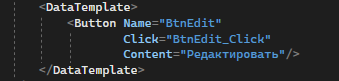 <DataTemplate>
<Button Name="BtnEdit"
Click="BtnEdit_Click"
Content="Редактировать"/>
</DataTemplate>